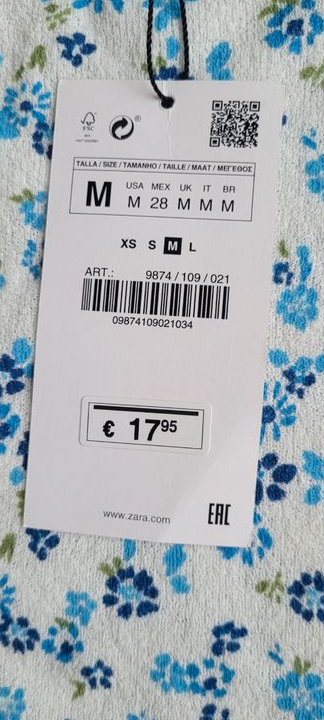 FSC
TALLA / SIZE / TAMANHO / TAILLE / MAAT / ΜΕΓΕΘΟΣ
M
USA MEX UK IT BR
M 28 M M M
XS S M L
ART.: 9874 / 109 / 021
09874109021034
€ 17 95
www.zara.com
EAC